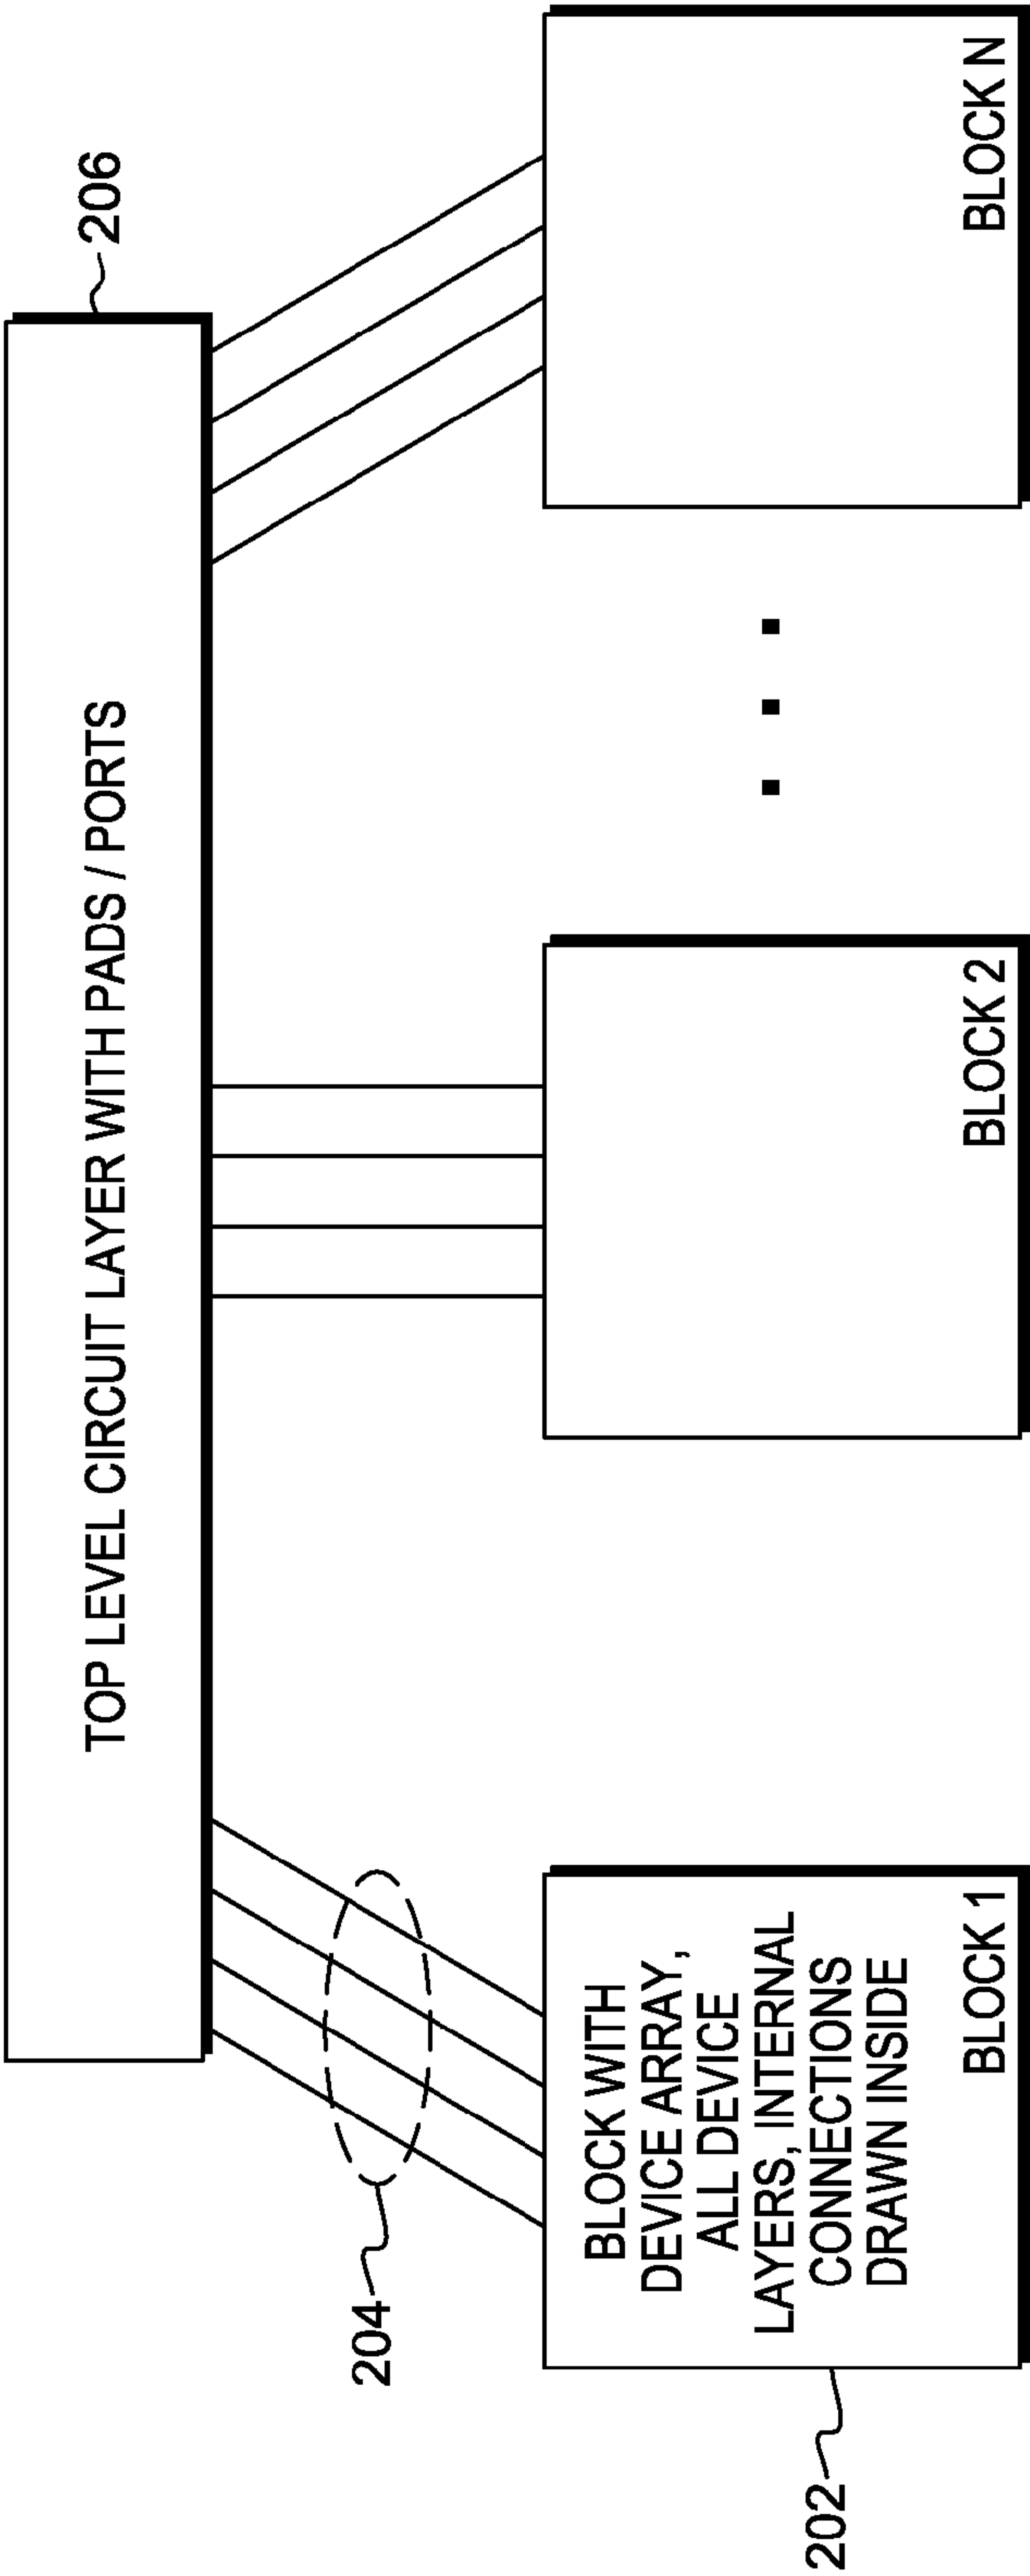 206
TOP LEVEL CIRCUIT LAYER WITH PADS / PORTS
204
BLOCK WITH
DEVICE ARRAY,
ALL DEVICE
LAYERS, INTERNAL
CONNECTIONS
DRAWN INSIDE
BLOCK 1
BLOCK 2
BLOCK N
202